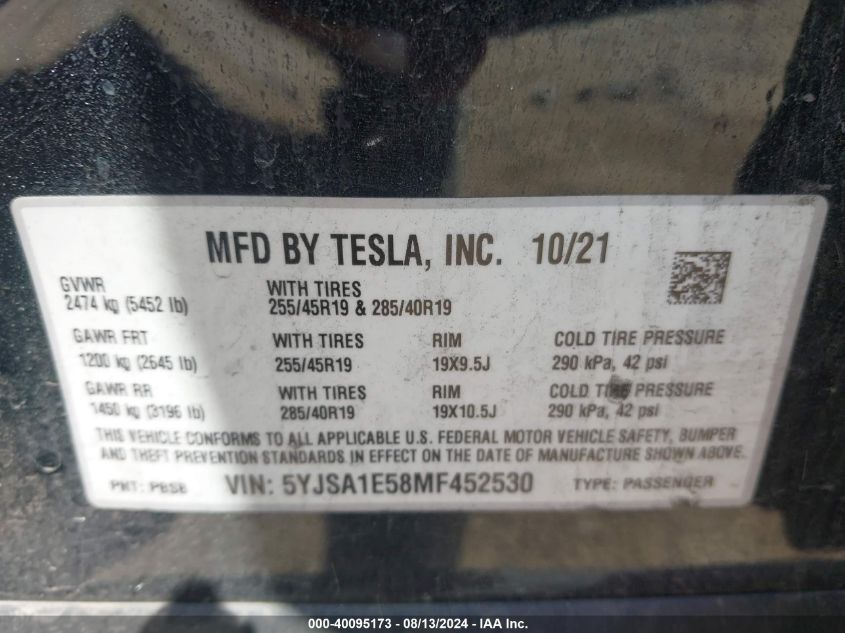 MFD BY TESLA, INC. 10/21
GVWR
2474 kg (5452 lb)
WITH TIRES
255/45R19 & 285/40R19
GAWR FRT
1200 kg (2645 lb)
WITH TIRES
255/45R19
RIM
19X9.5J
COLD TIRE PRESSURE
290 kPa, 42 psi
GAWR RR
1450 kg (3196 lb)
WITH TIRES
285/40R19
RIM
19X10.5J
COLD TIRE PRESSURE
290 kPa, 42 psi
THIS VEHICLE CONFORMS TO ALL APPLICABLE U.S. FEDERAL MOTOR VEHICLE SAFETY, BUMPER
AND THEFT PREVENTION STANDARDS IN EFFECT ON THE DATE OF MANUFACTURE SHOWN ABOVE.
PNT: PBSB VIN: 5YJSA1E58MF452530 TYPE: PASSENGER
000-40095173 - 08/13/2024 - IAA Inc.